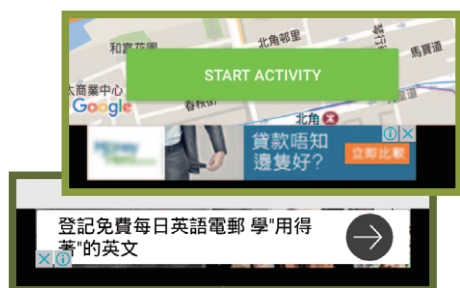 和富花園
北角邨里
馬寶道
START ACTIVITY
商業中心
Google
春秧街
北角
貸款唔知
邊隻好?
立即比較
登記免費每日英語電郵 學"用得
著"的英文